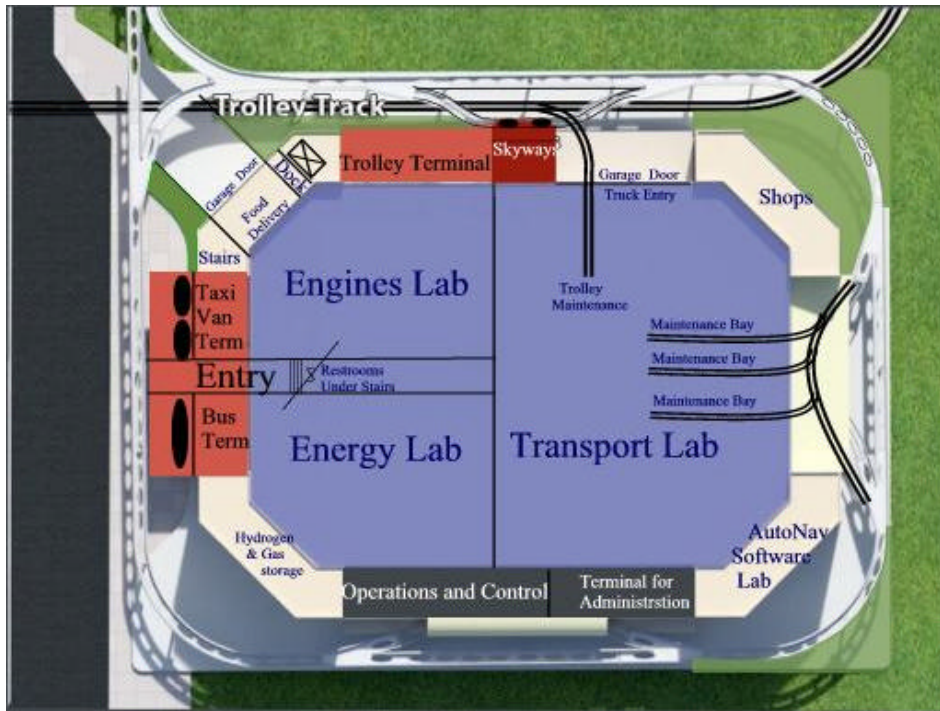 Trolley Track
Trolley Terminal
Skyways
Garage Door
Dock
Food
Delivery
Garage Door
Truck Entry
Shops
Stairs
Taxi
Van
Term
Engines Lab
Trolley
Maintenance
Maintenance Bay
Maintenance Bay
Maintenance Bay
Entry
Restrooms
Under Stairs
Bus
Term
Energy Lab
Transport Lab
Hydrogen
& Gas
storage
AutoNav
Software
Lab
Operations and Control
Terminal for
Administrstion